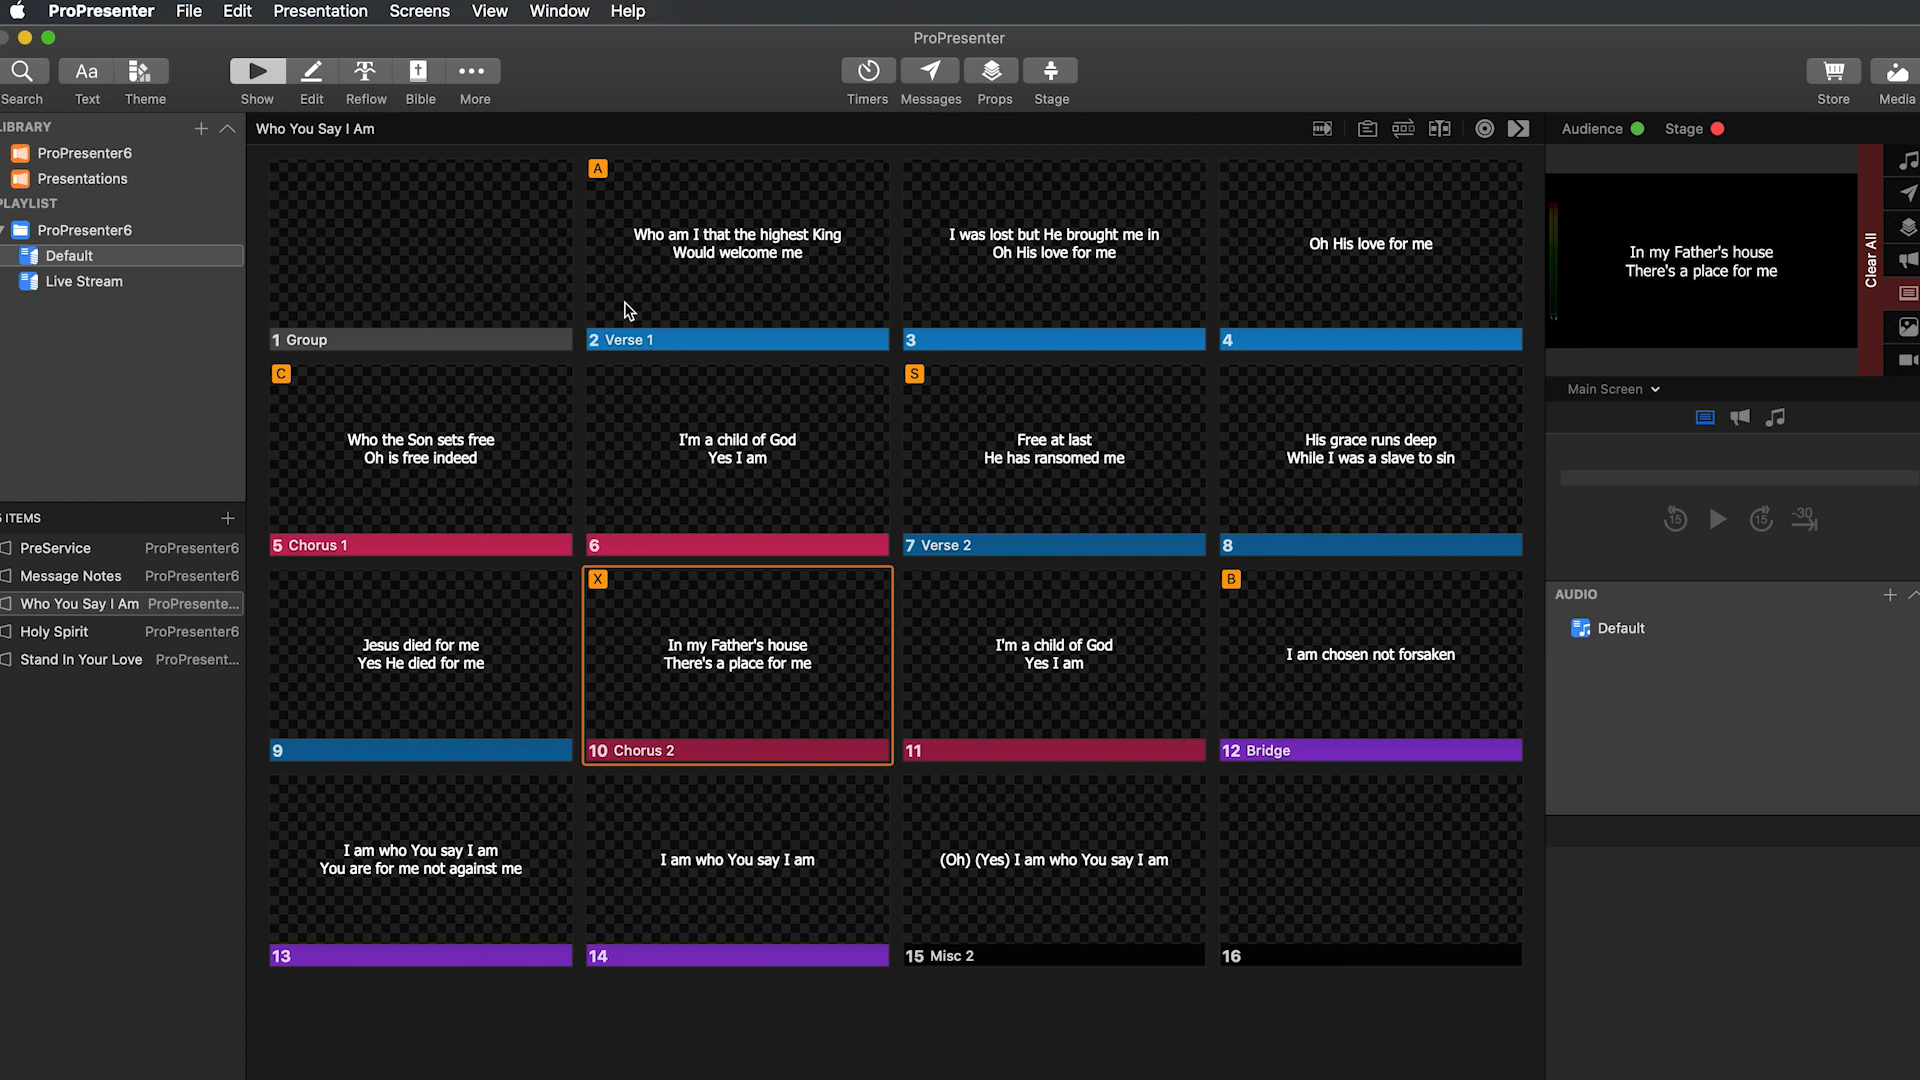 ProPresenter File Edit Presentation Screens View Window Help
ProPresenter
Aa
Search Text Theme Show Edit Reflow Bible More Timers Messages Props Stage Store Media
LIBRARY
ProPresenter6
Presentations
PLAYLIST
ProPresenter6
Default
Live Stream
5 ITEMS
PreService ProPresenter6
Message Notes ProPresenter6
Who You Say I Am ProPresente...
Holy Spirit ProPresenter6
Stand In Your Love ProPresent...
Who You Say I Am
1 Group
A
Who am I that the highest King
Would welcome me
2 Verse 1
I was lost but He brought me in
Oh His love for me
3
Oh His love for me
4
C
Who the Son sets free
Oh is free indeed
5 Chorus 1
I'm a child of God
Yes I am
6
S
Free at last
He has ransomed me
7 Verse 2
His grace runs deep
While I was a slave to sin
8
Jesus died for me
Yes He died for me
9
X
In my Father's house
There's a place for me
10 Chorus 2
I'm a child of God
Yes I am
11
B
I am chosen not forsaken
12 Bridge
I am who You say I am
You are for me not against me
13
I am who You say I am
14
(Oh) (Yes) I am who You say I am
15 Misc 2
16
Audience Stage
In my Father's house
There's a place for me
Clear All
Main Screen
15 15 -30
AUDIO
Default